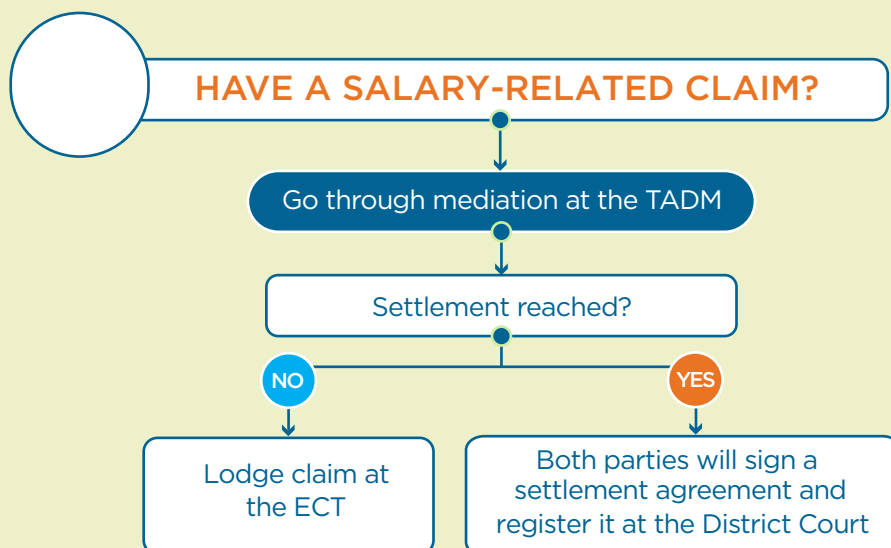 HAVE A SALARY-RELATED CLAIM?
Go through mediation at the TADM
Settlement reached?
NO
YES
Lodge claim at
the ECT
Both parties will sign a
settlement agreement and
register it at the District Court